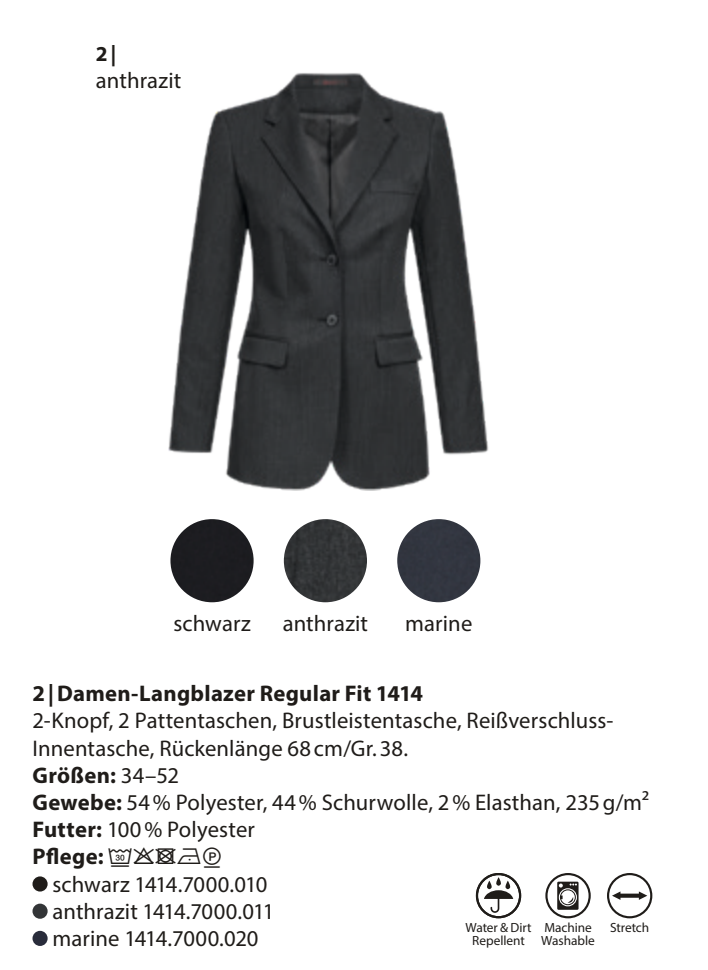 2|
anthrazit
schwarz anthrazit marine
2|Damen-Langblazer Regular Fit 1414
2-Knopf, 2 Pattentaschen, Brustleistentasche, Reißverschluss-
Innentasche, Rückenlänge 68 cm/Gr. 38.
Größen: 34–52
Gewebe: 54 % Polyester, 44 % Schurwolle, 2 % Elasthan, 235 g/m²
Futter: 100 % Polyester
Pflege: 30 P
schwarz 1414.7000.010
anthrazit 1414.7000.011
marine 1414.7000.020
Water & Dirt
Repellent
Machine
Washable
Stretch